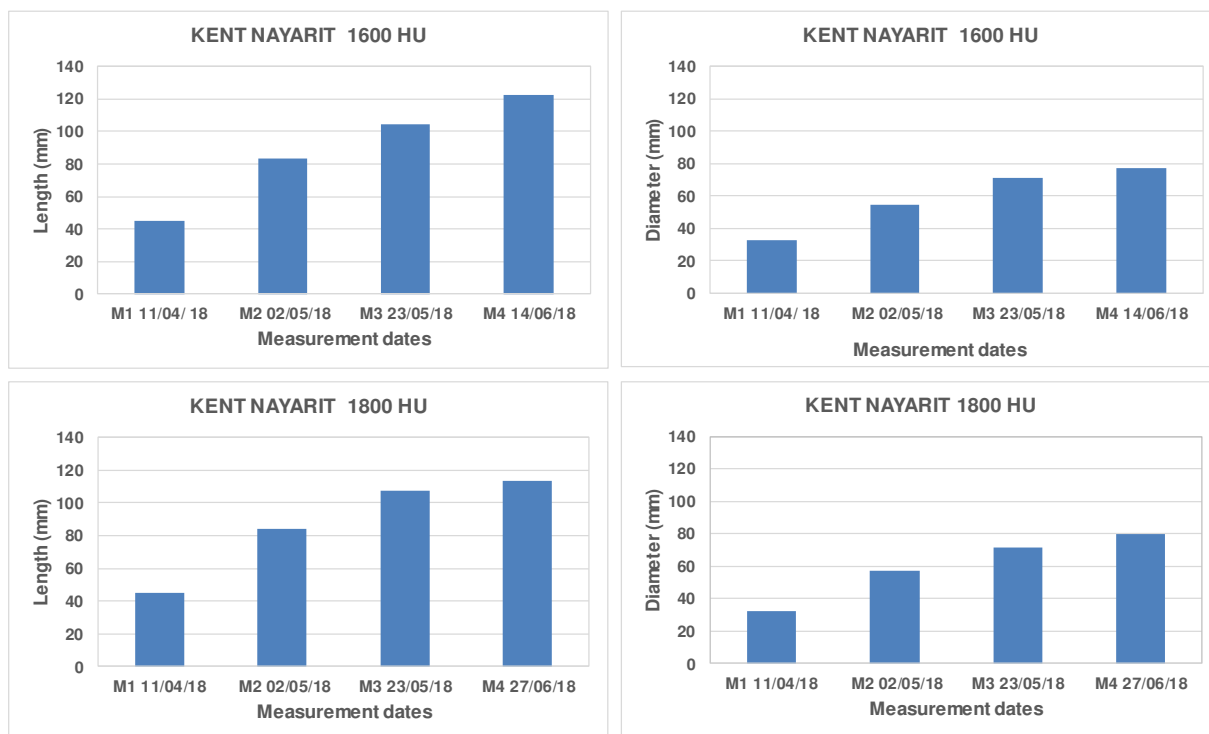 KENT NAYARIT  1600 HU
140
120
100
80
60
40
20
0
Length (mm)
M1 11/04/ 18 M2 02/05/18 M3 23/05/18 M4 14/06/18
Measurement dates
KENT NAYARIT  1600 HU
140
120
100
80
60
40
20
0
Diameter (mm)
M1 11/04/ 18 M2 02/05/18 M3 23/05/18 M4 14/06/18
Measurement dates
KENT NAYARIT  1800 HU
140
120
100
80
60
40
20
0
Length (mm)
M1 11/04/18 M2 02/05/18 M3 23/05/18 M4 27/06/18
Measurement dates
KENT NAYARIT 1800 HU
140
120
100
80
60
40
20
0
Diameter (mm)
M1 11/04/18 M2 02/05/18 M3 23/05/18 M4 27/06/18
Measurement dates